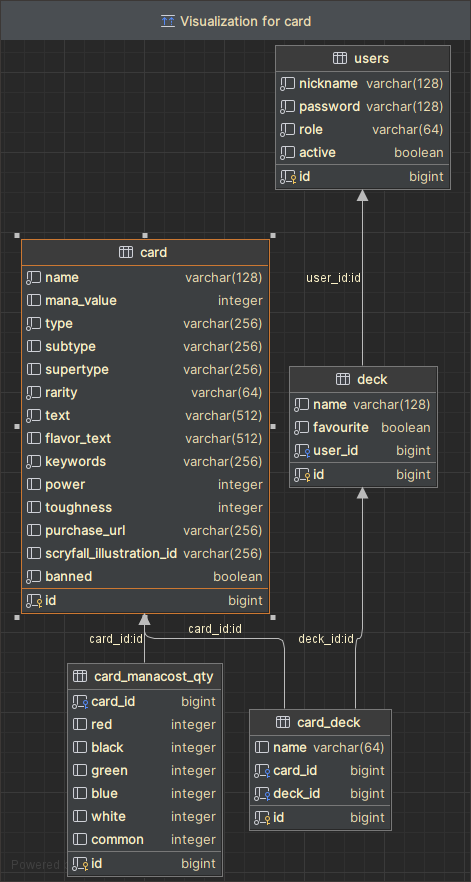 Visualization for card
users
nickname varchar(128)
password varchar(128)
role varchar(64)
active boolean
id bigint
user_id:id
card
name varchar(128)
mana_value integer
type varchar(256)
subtype varchar(256)
supertype varchar(256)
rarity varchar(64)
text varchar(512)
flavor_text varchar(512)
keywords varchar(256)
power integer
toughness integer
purchase_url varchar(256)
scryfall_illustration_id varchar(256)
banned boolean
id bigint
deck
name varchar(128)
favourite boolean
user_id bigint
id bigint
card_id:id
card_id:id
deck_id:id
card_manacost_qty
card_id bigint
red integer
black integer
green integer
blue integer
white integer
common integer
id bigint
card_deck
name varchar(64)
card_id bigint
deck_id bigint
id bigint
Powered